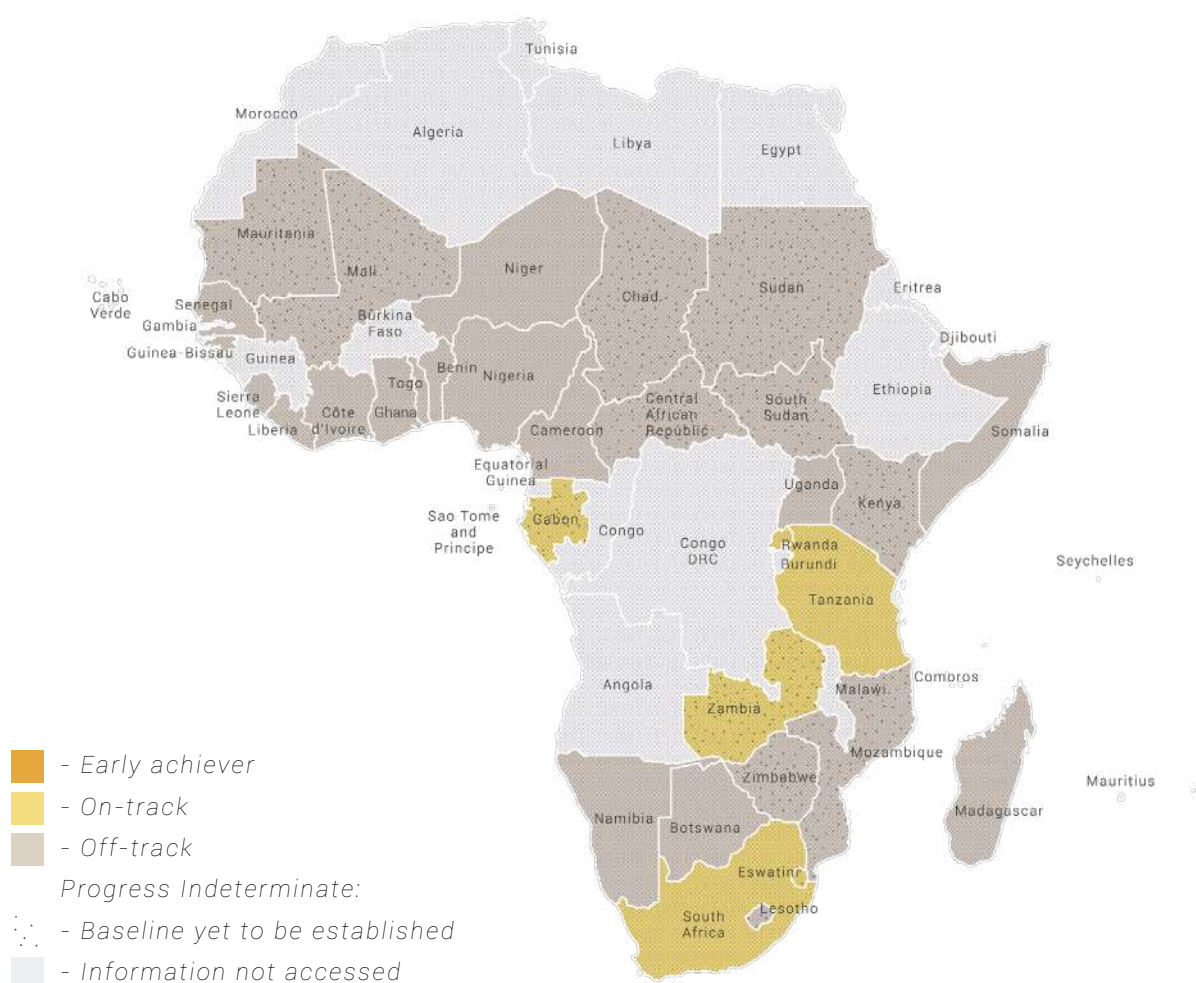 Tunisia
Morocco
Algeria
Libya
Egypt
Mauritania
Mali
Niger
Chad
Sudan
Eritrea
Cabo
Verde
Senegal
Gambia
Guinea-Bissau
Guinea
Burkina
Faso
Djibouti
Sierra
Leone
Liberia
Côte
d'Ivoire
Ghana
Togo
Benin
Nigeria
Cameroon
Central
African
Republic
South
Sudan
Ethiopia
Somalia
Equatorial
Guinea
Sao Tome
and
Principe
Gabon
Congo
Congo
DRC
Uganda
Kenya
Rwanda
Burundi
Tanzania
Seychelles
Angola
Zambia
Malawi
Comoros
Mozambique
Zimbabwe
Namibia
Botswana
Madagascar
Mauritius
Eswatini
Lesotho
South
Africa
- Early achiever
- On-track
- Off-track
Progress Indeterminate:
- Baseline yet to be established
- Information not accessed